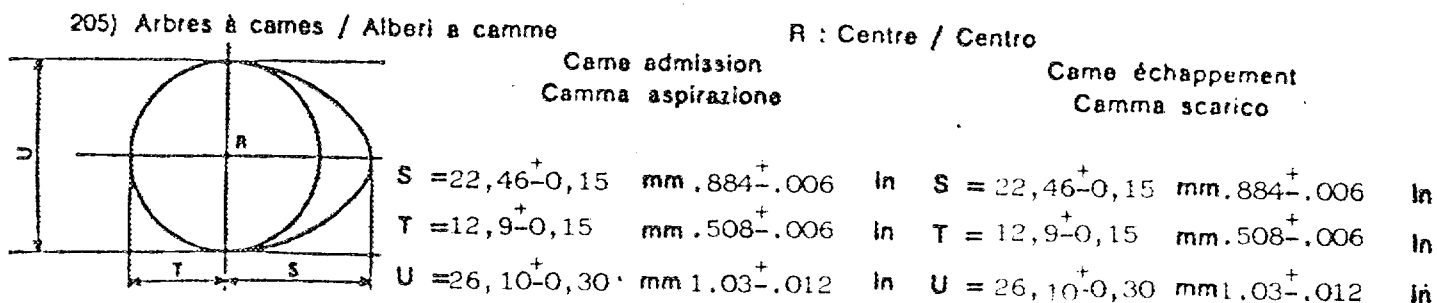 205) Arbres à cames / Alberi a camme R : Centre / Centro
Came admission Came échappement
Camma aspirazione Camma scarico
U R T S
S =22,46±0,15 mm .884±.006 in S = 22,46±0,15 mm .884±.006 in
T =12,9±0,15 mm .508±.006 in T = 12,9±0,15 mm .508±.006 in
U =26,10±0,30 mm 1.03±.012 in U = 26,10±0,30 mm 1.03±.012 in